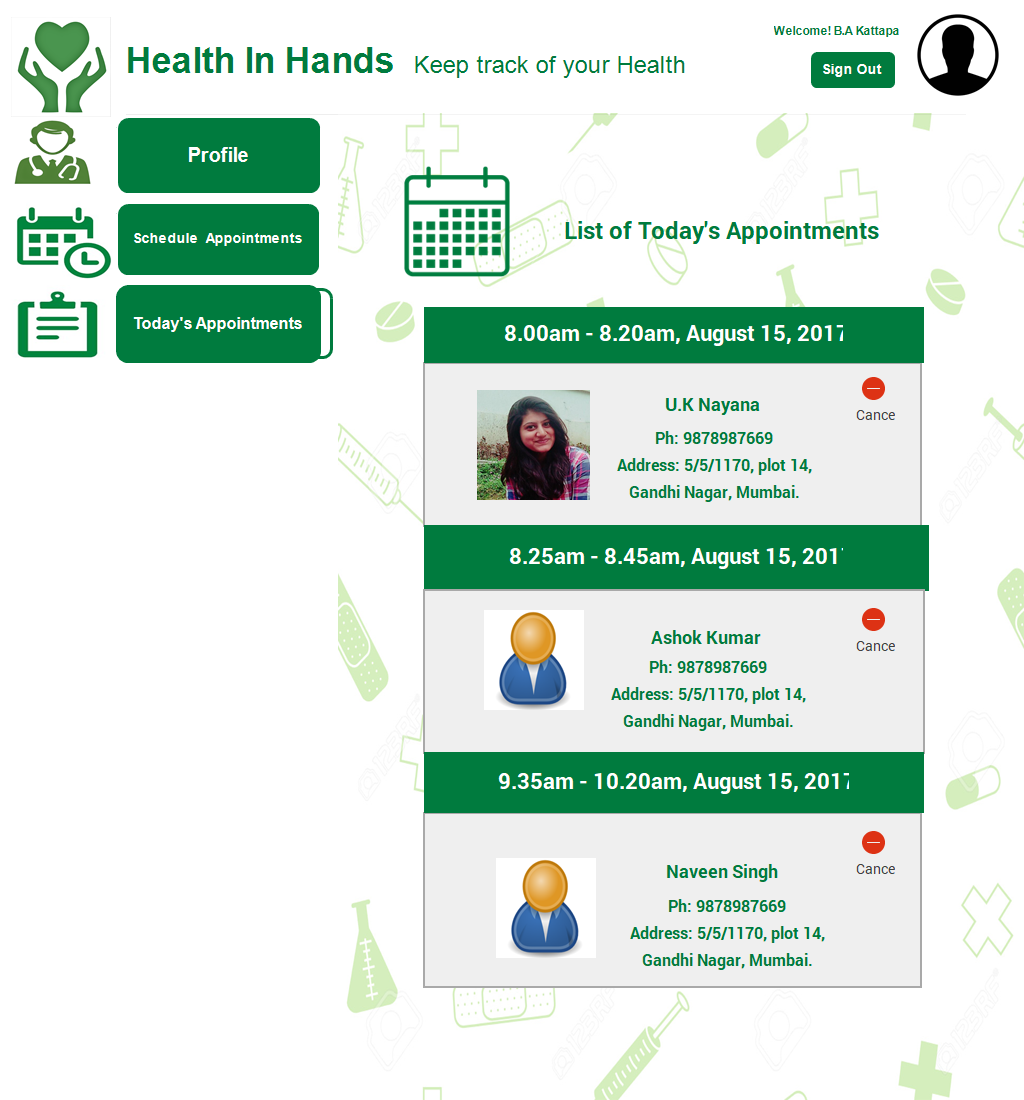 Welcome! B.A Kattapa
Health In Hands Keep track of your Health
Sign Out
Profile
Schedule Appointments
Today's Appointments
List of Today's Appointments
8.00am - 8.20am, August 15, 2017
U.K Nayana
Cance
Ph: 9878987669
Address: 5/5/1170, plot 14,
Gandhi Nagar, Mumbai.
8.25am - 8.45am, August 15, 201
Ashok Kumar
Cance
Ph: 9878987669
Address: 5/5/1170, plot 14,
Gandhi Nagar, Mumbai.
9.35am - 10.20am, August 15, 2017
Naveen Singh
Cance
Ph: 9878987669
Address: 5/5/1170, plot 14,
Gandhi Nagar, Mumbai.